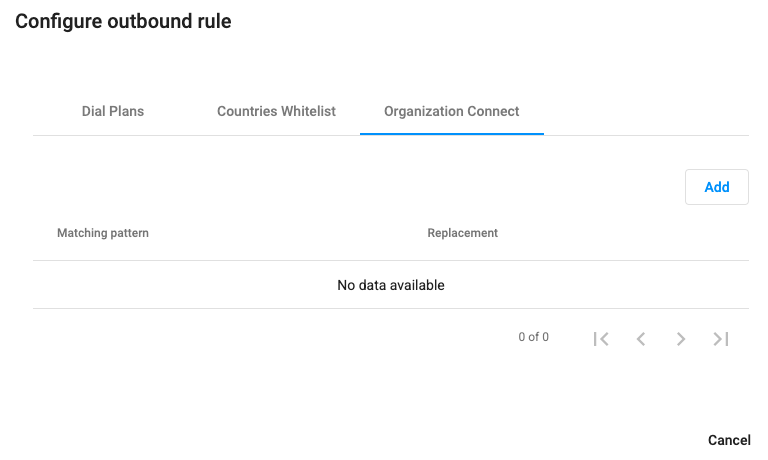 Configure outbound rule
Dial Plans Countries Whitelist Organization Connect
Add
Matching pattern Replacement
No data available
0 of 0
Cancel